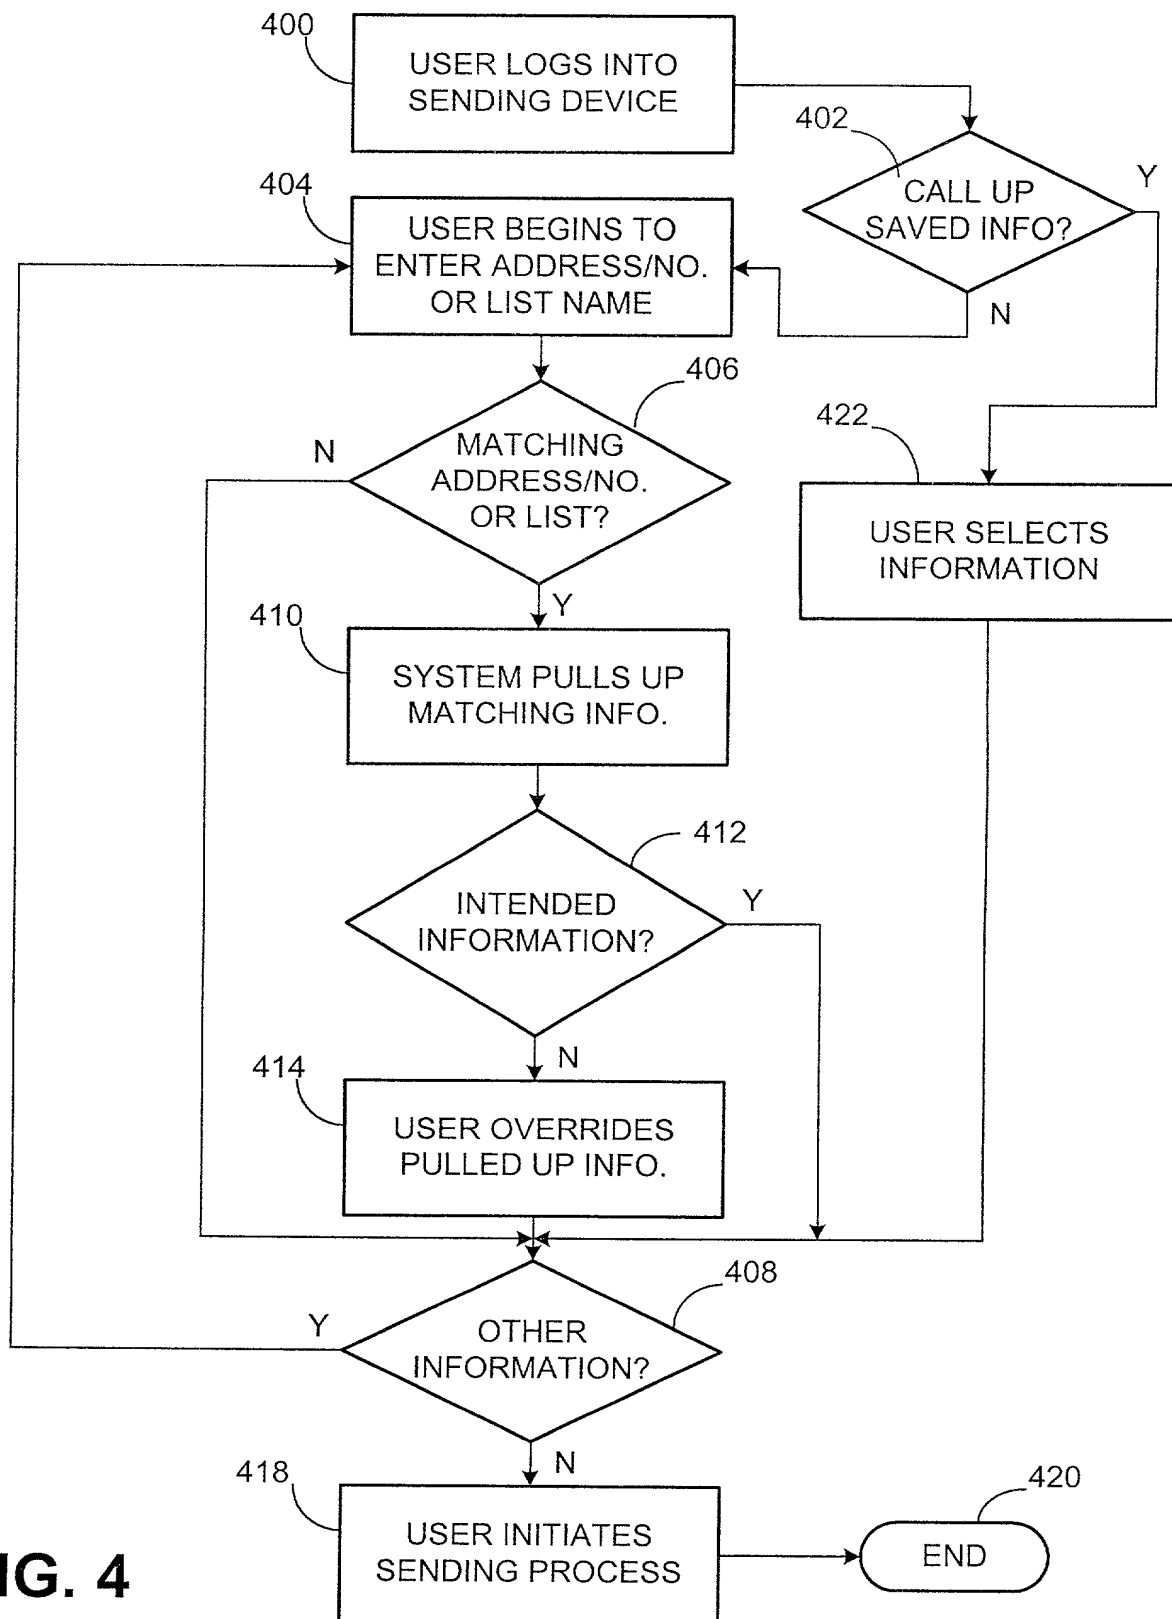 400
USER LOGS INTO
SENDING DEVICE
402
CALL UP
SAVED INFO?
Y
N
404
USER BEGINS TO
ENTER ADDRESS/NO.
OR LIST NAME
406
MATCHING
ADDRESS/NO.
OR LIST?
N
Y
422
USER SELECTS
INFORMATION
410
SYSTEM PULLS UP
MATCHING INFO.
412
INTENDED
INFORMATION?
Y
N
414
USER OVERRIDES
PULLED UP INFO.
408
OTHER
INFORMATION?
Y
N
418
USER INITIATES
SENDING PROCESS
420
END
IG. 4